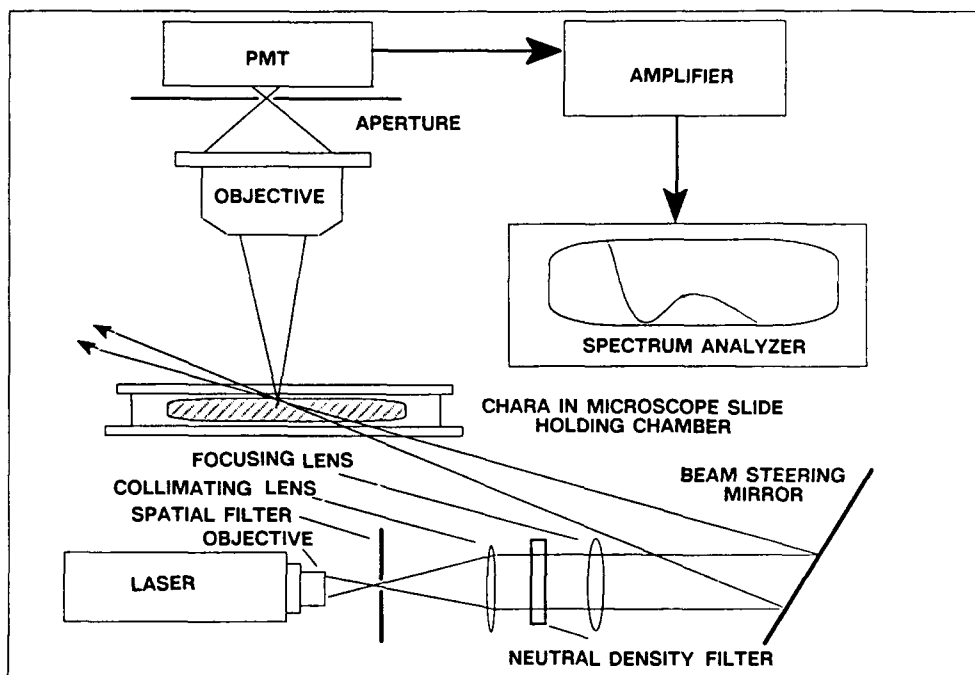 PMT
AMPLIFIER
APERTURE
OBJECTIVE
SPECTRUM ANALYZER
CHARA IN MICROSCOPE SLIDE
HOLDING CHAMBER
FOCUSING LENS
COLLIMATING LENS
SPATIAL FILTER
OBJECTIVE
BEAM STEERING
MIRROR
LASER
NEUTRAL DENSITY FILTER